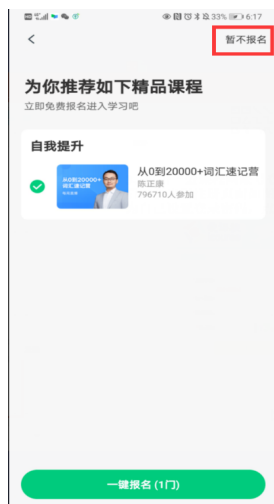 33% 6:17
暂不报名
为你推荐如下精品课程
立即免费报名进入学习吧
自我提升
从0到20000+词汇速记营
陈正康
796710人参加
从0到20000+
词汇速记营
一键报名 (1门)